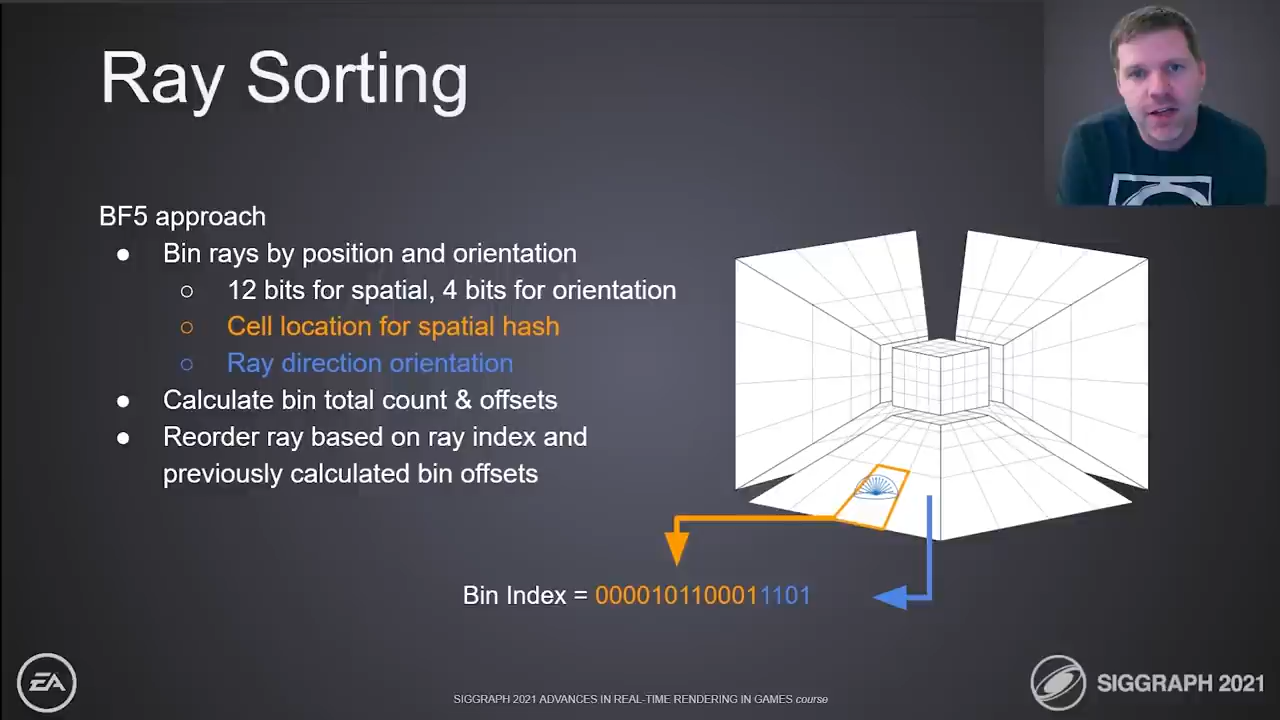 Ray Sorting
BF5 approach
● Bin rays by position and orientation
○ 12 bits for spatial, 4 bits for orientation
○ Cell location for spatial hash
○ Ray direction orientation
● Calculate bin total count & offsets
● Reorder ray based on ray index and
previously calculated bin offsets
Bin Index = 0000101100011101
EA
SIGGRAPH 2021 ADVANCES IN REAL-TIME RENDERING IN GAMES course
SIGGRAPH 2021